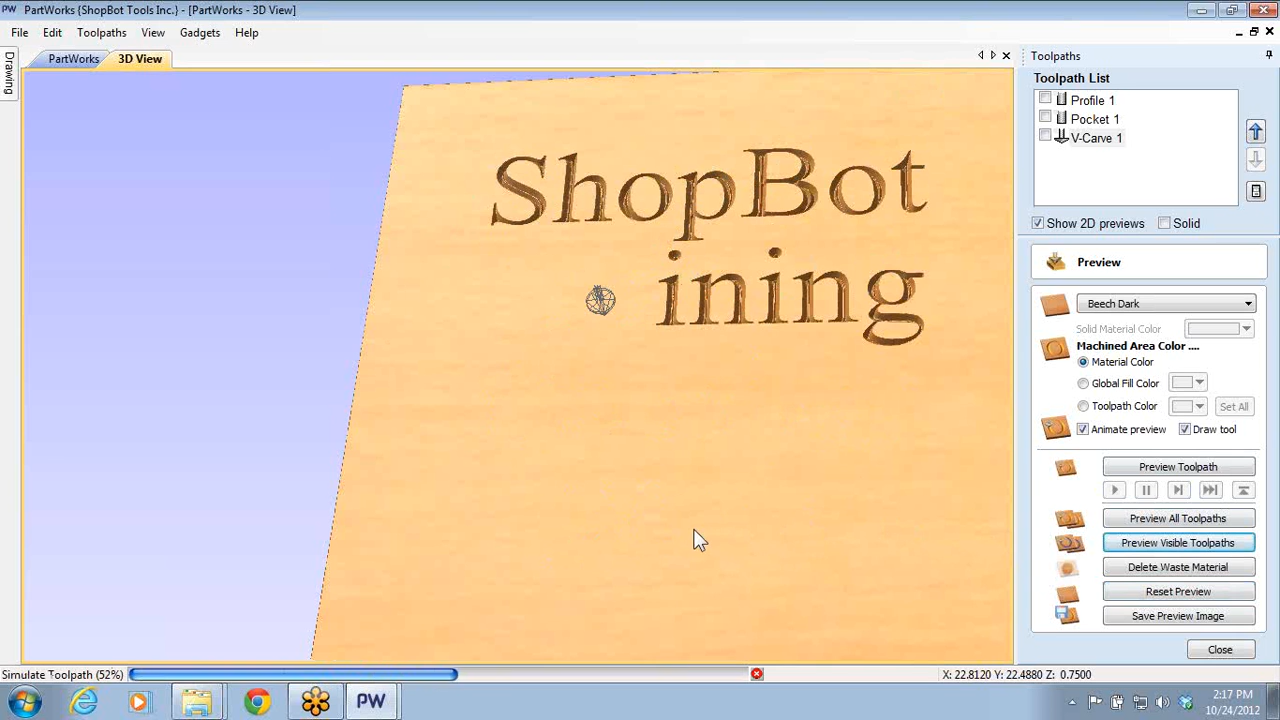 PW PartWorks {ShopBot Tools Inc.} - [PartWorks - 3D View]
File Edit Toolpaths View Gadgets Help
Drawing
PartWorks 3D View
ShopBot
ining
Toolpaths
Toolpath List
Profile 1
Pocket 1
V-Carve 1
Show 2D previews Solid
Preview
Beech Dark
Solid Material Color
Machined Area Color ....
Material Color
Global Fill Color
Toolpath Color Set All
Animate preview Draw tool
Preview Toolpath
Preview All Toolpaths
Preview Visible Toolpaths
Delete Waste Material
Reset Preview
Save Preview Image
Close
Simulate Toolpath (52%) X: 22.8120 Y: 22.4880 Z: 0.7500
PW
2:17 PM
10/24/2012